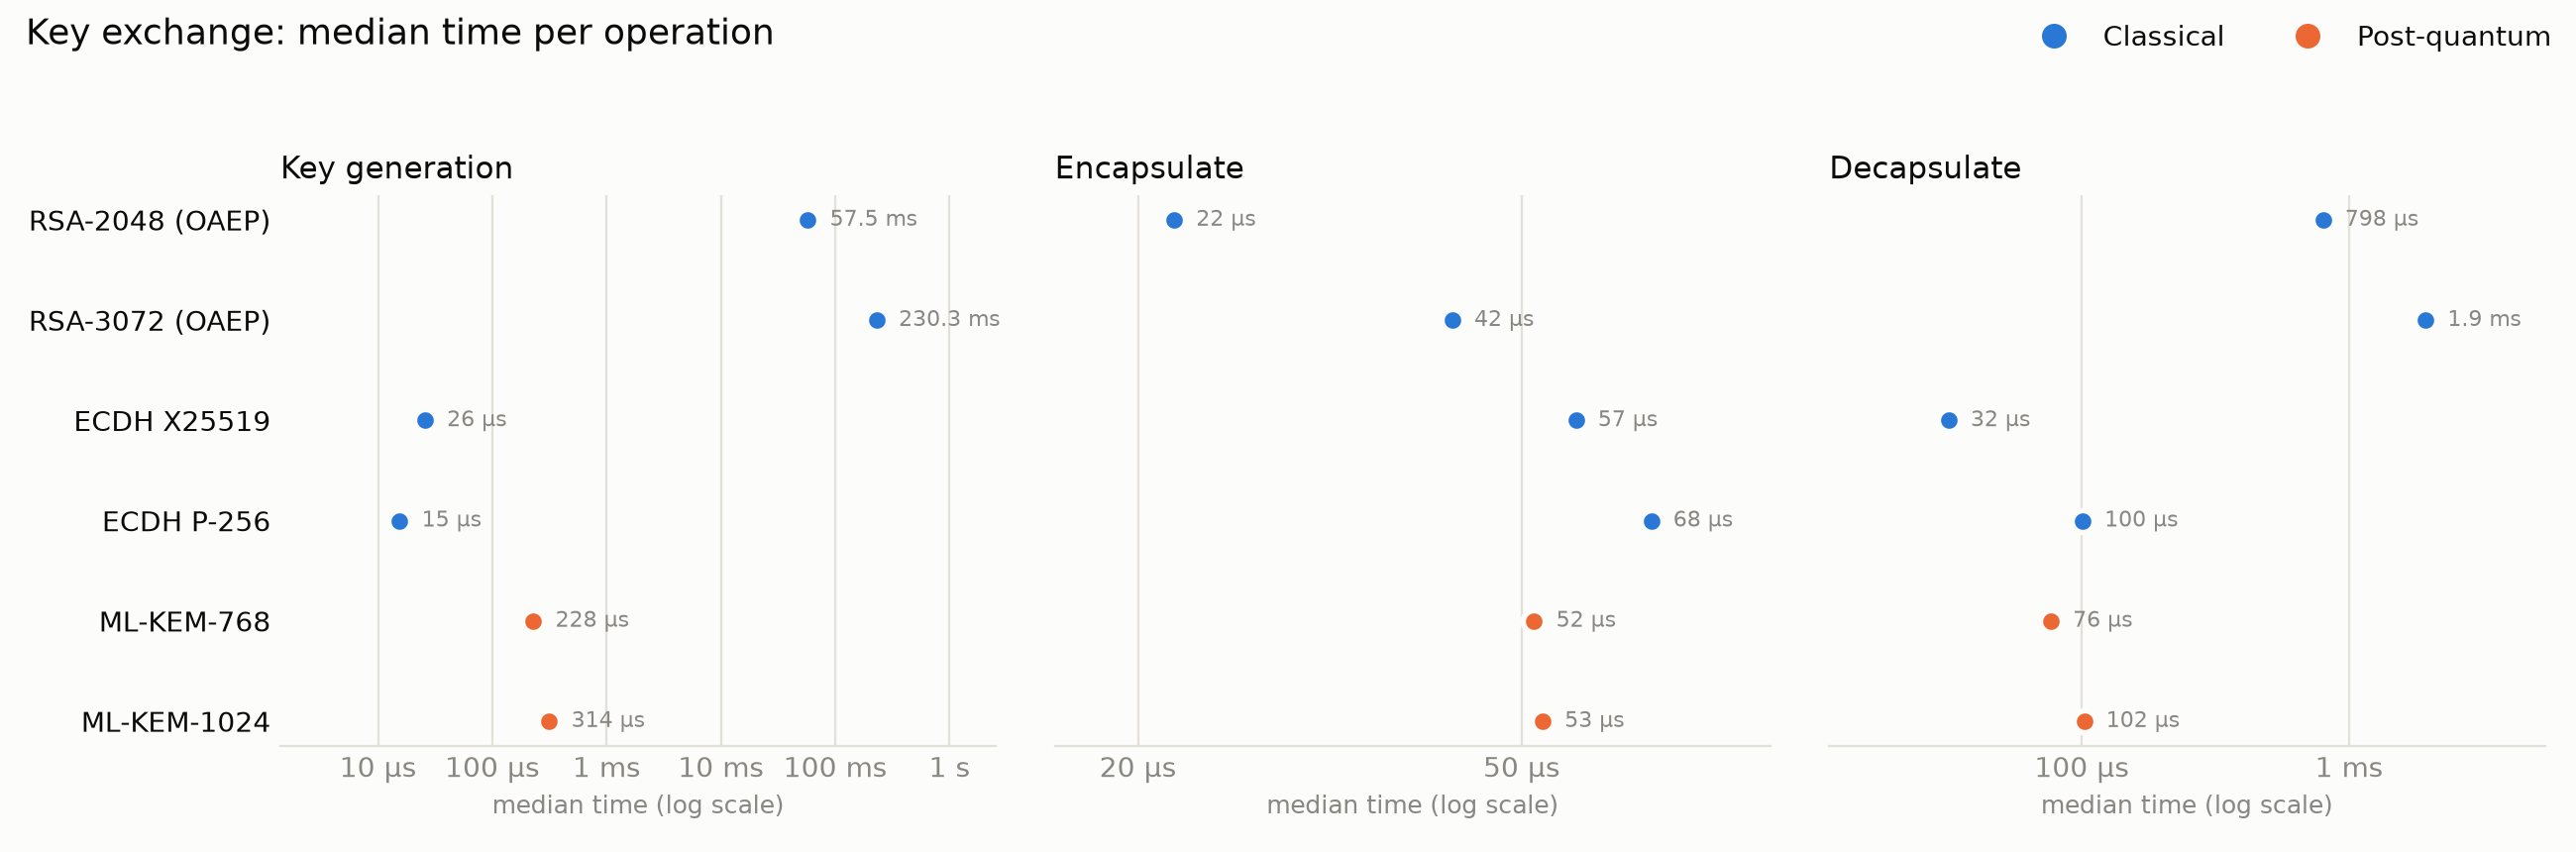 Key exchange: median time per operation
Classical
Post-quantum
Key generation
Encapsulate
Decapsulate
RSA-2048 (OAEP)
57.5 ms
22 µs
798 µs
RSA-3072 (OAEP)
230.3 ms
42 µs
1.9 ms
ECDH X25519
26 µs
57 µs
32 µs
ECDH P-256
15 µs
68 µs
100 µs
ML-KEM-768
228 µs
52 µs
76 µs
ML-KEM-1024
314 µs
53 µs
102 µs
10 µs
100 µs
1 ms
10 ms
100 ms
1 s
20 µs
50 µs
100 µs
1 ms
median time (log scale)
median time (log scale)
median time (log scale)